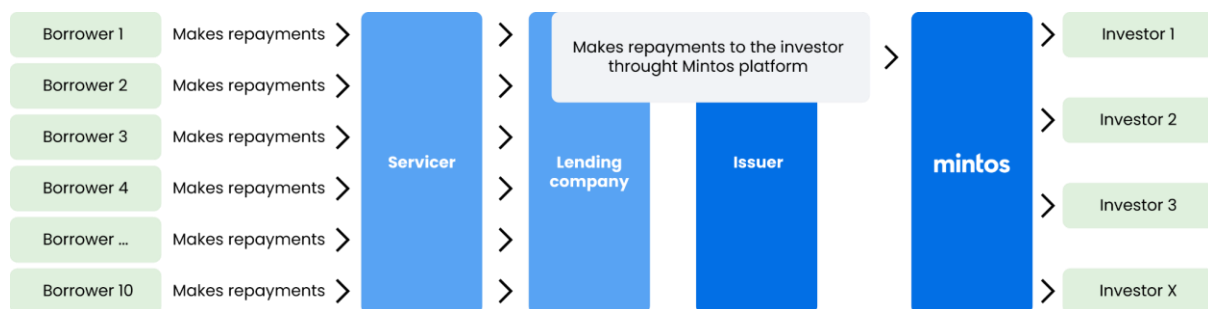 Borrower 1 Makes repayments
Borrower 2 Makes repayments
Borrower 3 Makes repayments
Borrower 4 Makes repayments
Borrower ... Makes repayments
Borrower 10 Makes repayments
Servicer
Lending
company
Makes repayments to the investor
throught Mintos platform
Issuer
mintos
Investor 1
Investor 2
Investor 3
Investor X